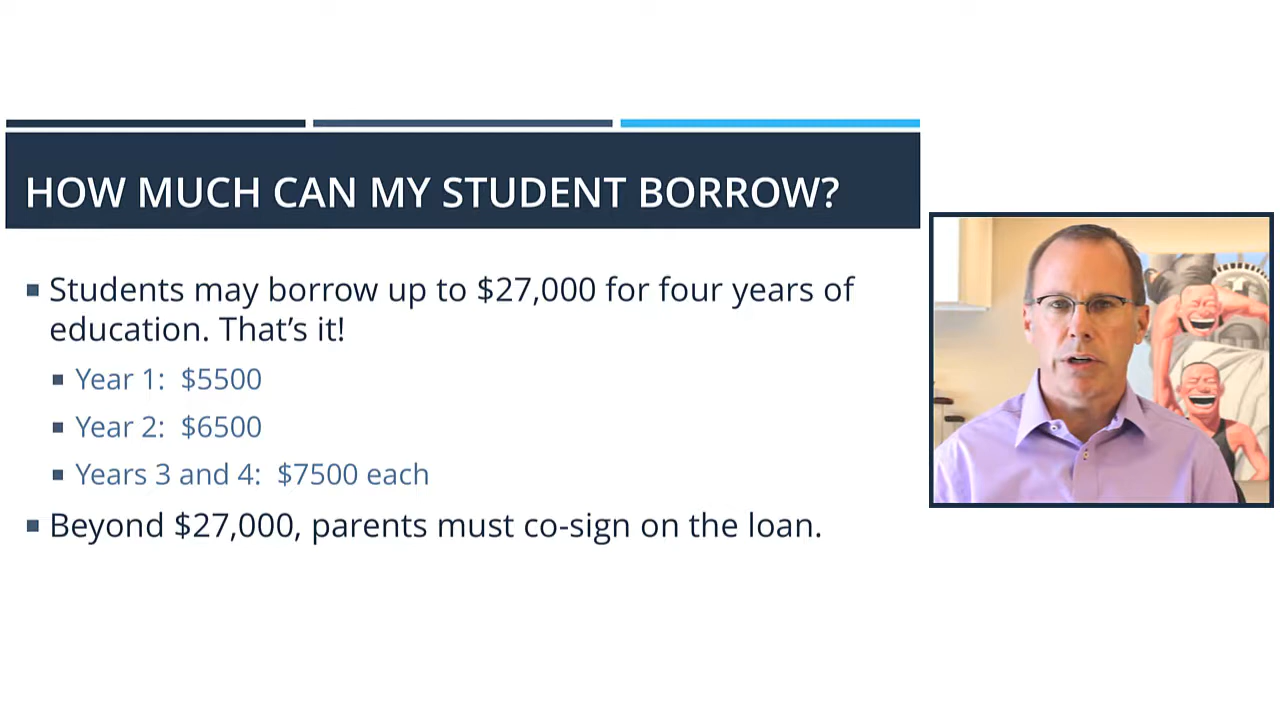 HOW MUCH CAN MY STUDENT BORROW?
Students may borrow up to $27,000 for four years of
education. That’s it!
Year 1: $5500
Year 2: $6500
Years 3 and 4: $7500 each
Beyond $27,000, parents must co-sign on the loan.